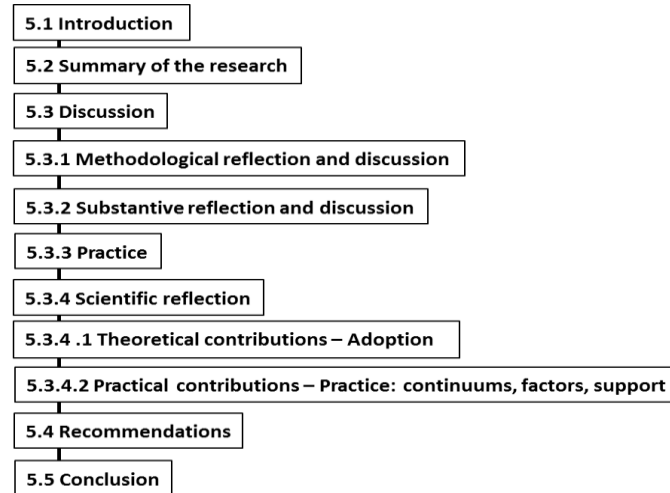 5.1 Introduction
5.2 Summary of the research
5.3 Discussion
5.3.1 Methodological reflection and discussion
5.3.2 Substantive reflection and discussion
5.3.3 Practice
5.3.4 Scientific reflection
5.3.4 .1 Theoretical contributions – Adoption
5.3.4.2 Practical contributions – Practice: continuums, factors, support
5.4 Recommendations
5.5 Conclusion